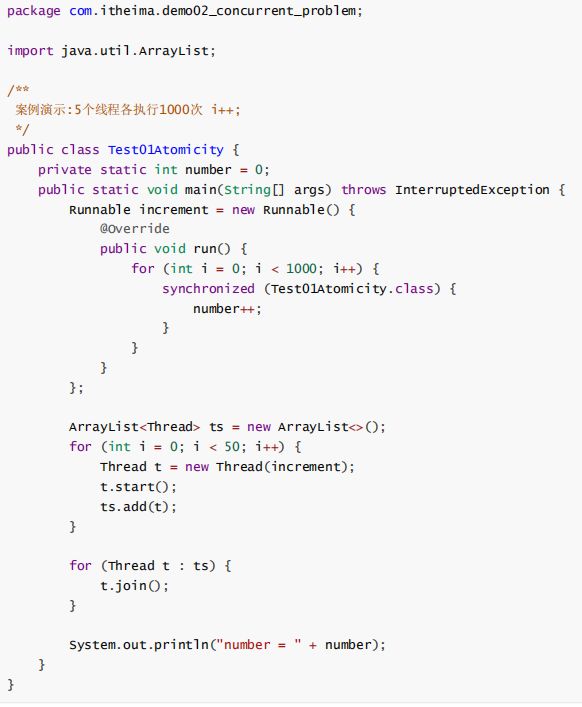 package com.itheima.demo02_concurrent_problem;
import java.util.ArrayList;
/**
案例演示:5个线程各执行1000次 i++;
*/
public class Test01Atomicity {
private static int number = 0;
public static void main(String[] args) throws InterruptedException {
Runnable increment = new Runnable() {
@Override
public void run() {
for (int i = 0; i < 1000; i++) {
synchronized (Test01Atomicity.class) {
number++;
}
}
}
};
ArrayList<Thread> ts = new ArrayList<>();
for (int i = 0; i < 50; i++) {
Thread t = new Thread(increment);
t.start();
ts.add(t);
}
for (Thread t : ts) {
t.join();
}
System.out.println("number = " + number);
}
}